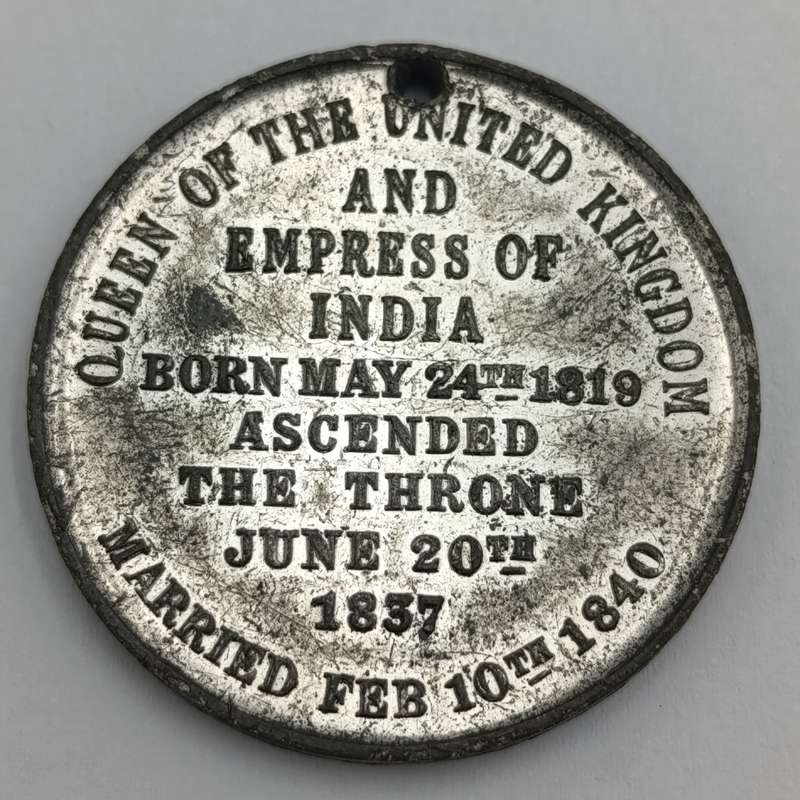 QUEEN OF THE UNITED KINGDOM
AND
EMPRESS OF
INDIA
BORN MAY 24TH 1819
ASCENDED
THE THRONE
JUNE 20TH
1837
MARRIED FEB 10TH 1840